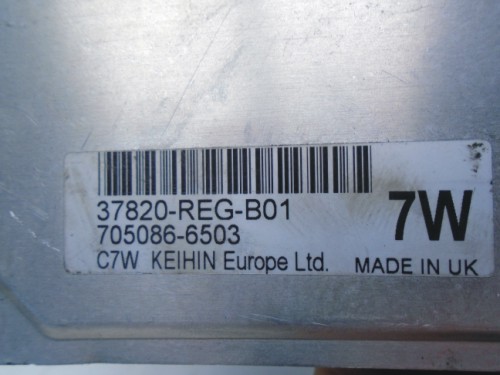 37820-REG-B01
705086-6503
7W
C7W KEIHIN Europe Ltd. MADE IN UK